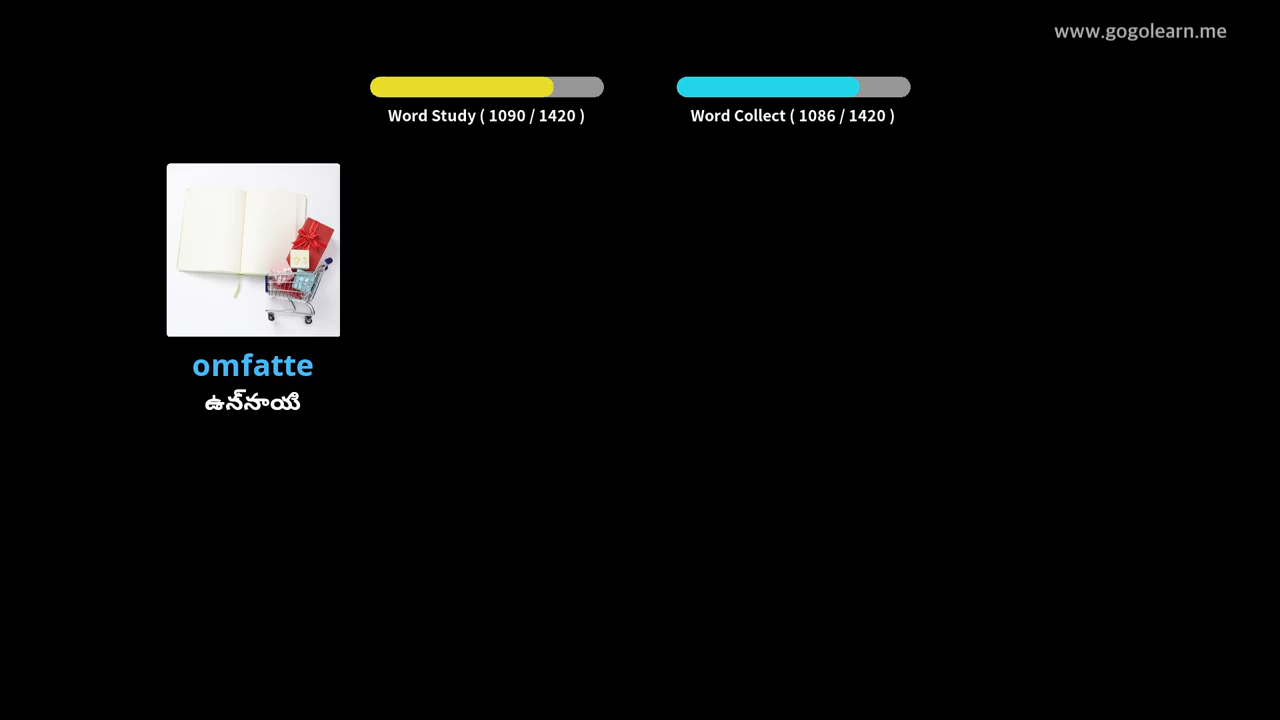 www.gogolearn.me
Word Study ( 1090 / 1420 )
Word Collect ( 1086 / 1420 )
omfatte
ఉన్‌నాయి